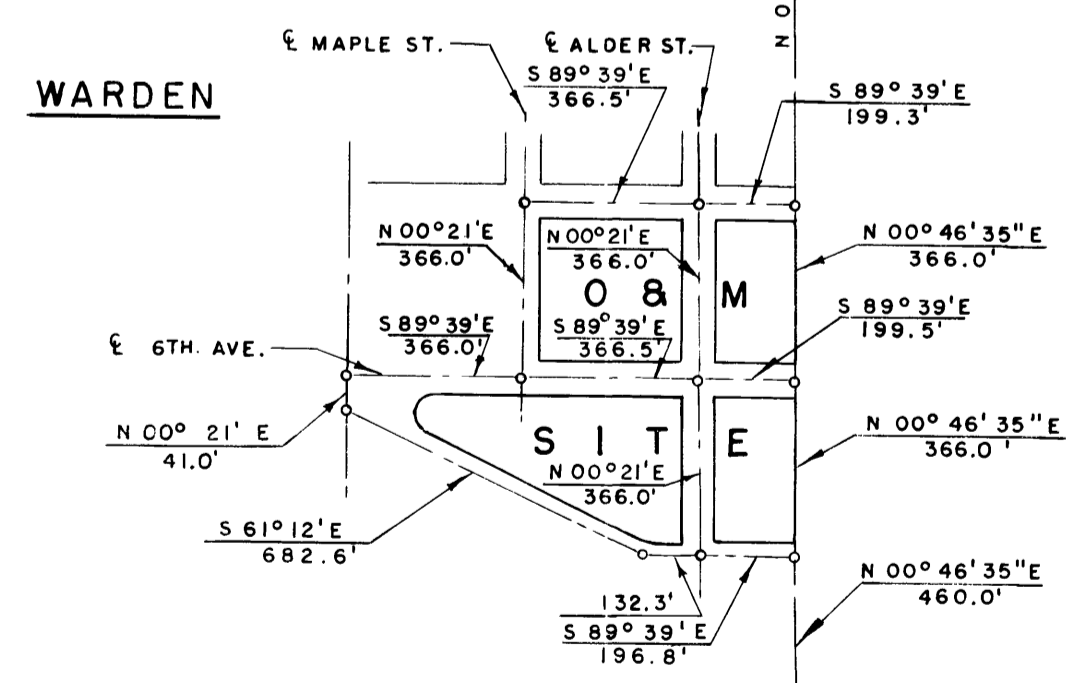 N O
℄ MAPLE ST.
℄ ALDER ST.
WARDEN
S 89° 39' E
366.5'
S 89° 39' E
199.3'
N 00° 21' E
366.0'
N 00° 21' E
366.0'
N 00° 46' 35" E
366.0'
O & M
S 89° 39' E
199.5'
℄ 6TH. AVE.
S 89° 39' E
366.0'
S 89° 39' E
366.5'
N 00° 21' E
41.0'
S I T E
N 00° 46' 35" E
366.0'
N 00° 21' E
366.0'
S 61° 12' E
682.6'
N 00° 46' 35" E
460.0'
132.3'
S 89° 39' E
196.8'